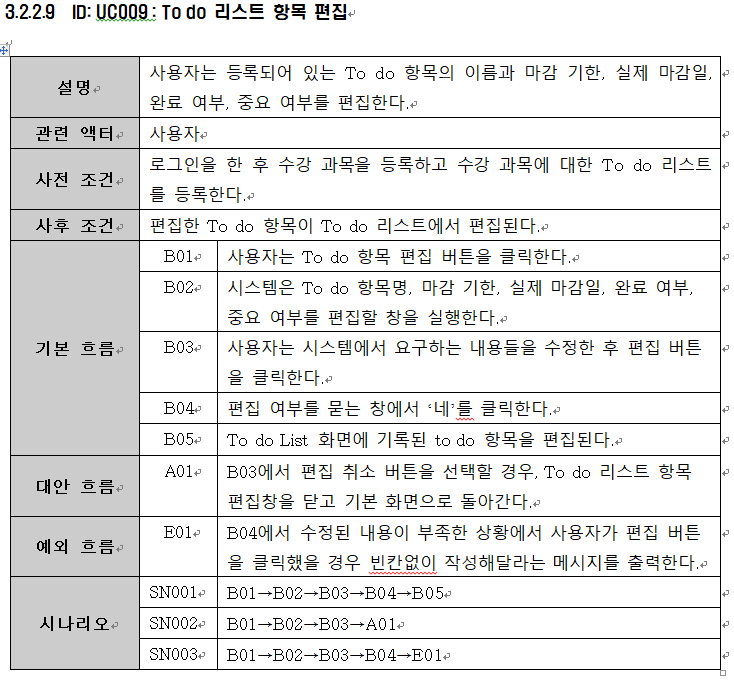 3.2.2.9 ID: UC009 : To do 리스트 항목 편집
설명
사용자는 등록되어 있는 To do 항목의 이름과 마감 기한, 실제 마감일,
완료 여부, 중요 여부를 편집한다.
관련 액터
사용자
사전 조건
로그인을 한 후 수강 과목을 등록하고 수강 과목에 대한 To do 리스트
를 등록한다.
사후 조건
편집한 To do 항목이 To do 리스트에서 편집된다.
기본 흐름
B01
사용자는 To do 항목 편집 버튼을 클릭한다.
B02
시스템은 To do 항목명, 마감 기한, 실제 마감일, 완료 여부,
중요 여부를 편집할 창을 실행한다.
B03
사용자는 시스템에서 요구하는 내용들을 수정한 후 편집 버튼
을 클릭한다.
B04
편집 여부를 묻는 창에서 ‘네’를 클릭한다.
B05
To do List 화면에 기록된 to do 항목을 편집된다.
대안 흐름
A01
B03에서 편집 취소 버튼을 선택할 경우, To do 리스트 항목
편집창을 닫고 기본 화면으로 돌아간다.
예외 흐름
E01
B04에서 수정된 내용이 부족한 상황에서 사용자가 편집 버튼
을 클릭했을 경우 빈칸없이 작성해달라는 메시지를 출력한다.
시나리오
SN001
B01→B02→B03→B04→B05
SN002
B01→B02→B03→A01
SN003
B01→B02→B03→B04→E01